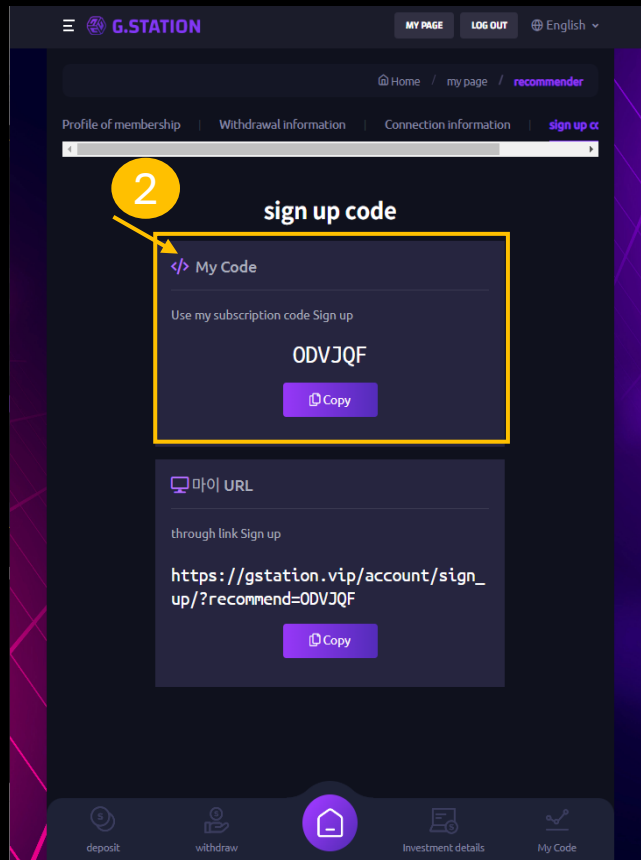 G.STATION
MY PAGE
LOG OUT
English
Home / my page / recommender
Profile of membership | Withdrawal information | Connection information | sign up co
2
sign up code
</> My Code
Use my subscription code Sign up
ODVJQF
Copy
마이 URL
through link Sign up
https://gstation.vip/account/sign_
up/?recommend=ODVJQF
Copy
deposit
withdraw
Investment details
My Code